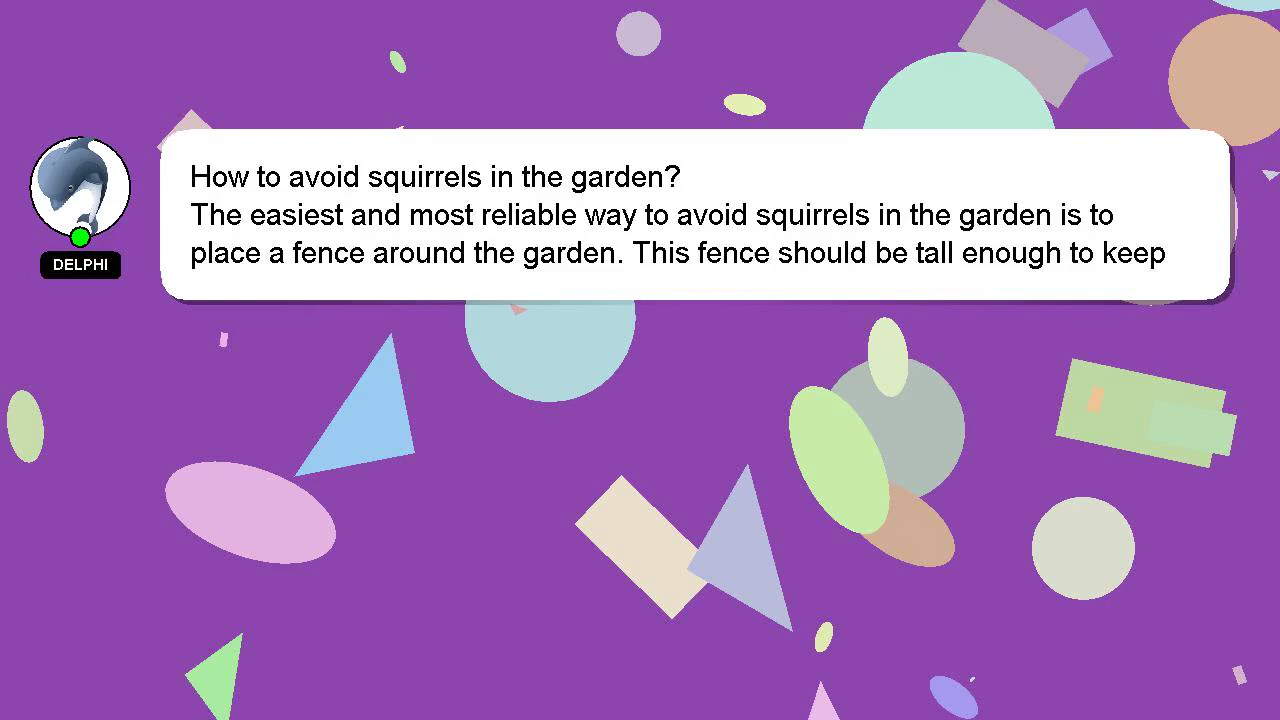 How to avoid squirrels in the garden?
The easiest and most reliable way to avoid squirrels in the garden is to
place a fence around the garden. This fence should be tall enough to keep
DELPHI